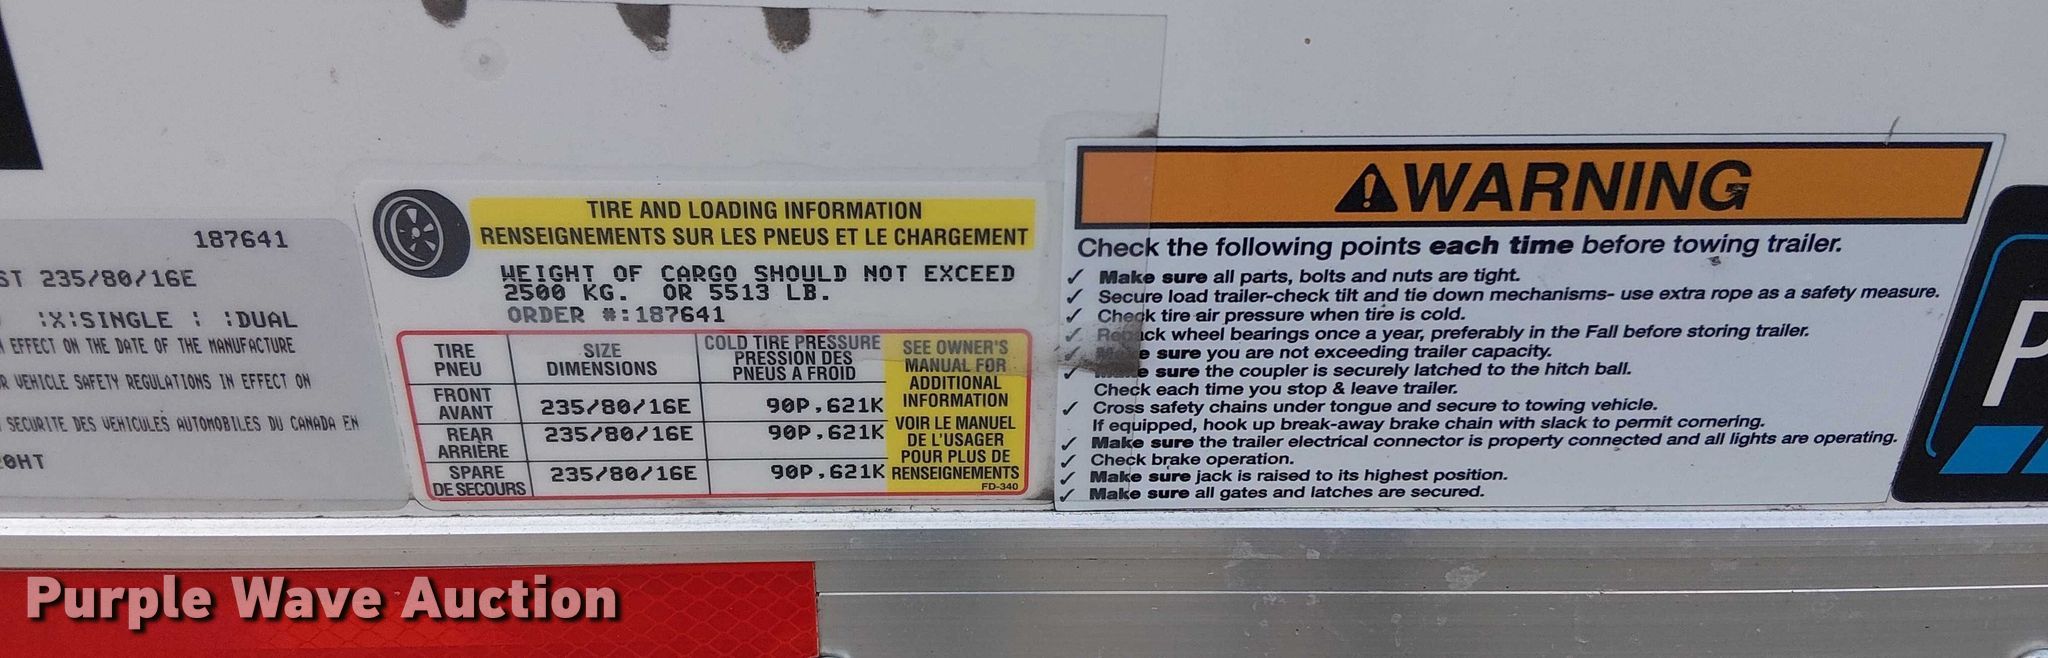 187641
ST 235/80/16E
:X:SINGLE : :DUAL
EFFECT ON THE DATE OF THE MANUFACTURE
VEHICLE SAFETY REGULATIONS IN EFFECT ON
SECURITE DES VEHICULES AUTOMOBILES DU CANADA EN
0HT
TIRE AND LOADING INFORMATION
RENSEIGNEMENTS SUR LES PNEUS ET LE CHARGEMENT
WEIGHT OF CARGO SHOULD NOT EXCEED
2500 KG. OR 5513 LB.
ORDER #:187641
TIRE SIZE COLD TIRE PRESSURE
PNEU DIMENSIONS PRESSION DES
PNEUS A FROID
FRONT
AVANT 235/80/16E 90P,621K
REAR
ARRIÈRE 235/80/16E 90P,621K
SPARE
DE SECOURS 235/80/16E 90P,621K
SEE OWNER'S
MANUAL FOR
ADDITIONAL
INFORMATION
VOIR LE MANUEL
DE L'USAGER
POUR PLUS DE
RENSEIGNEMENTS
FD-340
WARNING
Check the following points each time before towing trailer.
✓ Make sure all parts, bolts and nuts are tight.
✓ Secure load trailer-check tilt and tie down mechanisms- use extra rope as a safety measure.
✓ Check tire air pressure when tire is cold.
✓ Repack wheel bearings once a year, preferably in the Fall before storing trailer.
✓ Make sure you are not exceeding trailer capacity.
✓ Make sure the coupler is securely latched to the hitch ball.
Check each time you stop & leave trailer.
✓ Cross safety chains under tongue and secure to towing vehicle.
If equipped, hook up break-away brake chain with slack to permit cornering.
✓ Make sure the trailer electrical connector is property connected and all lights are operating.
✓ Check brake operation.
✓ Make sure jack is raised to its highest position.
✓ Make sure all gates and latches are secured.
P
Purple Wave Auction